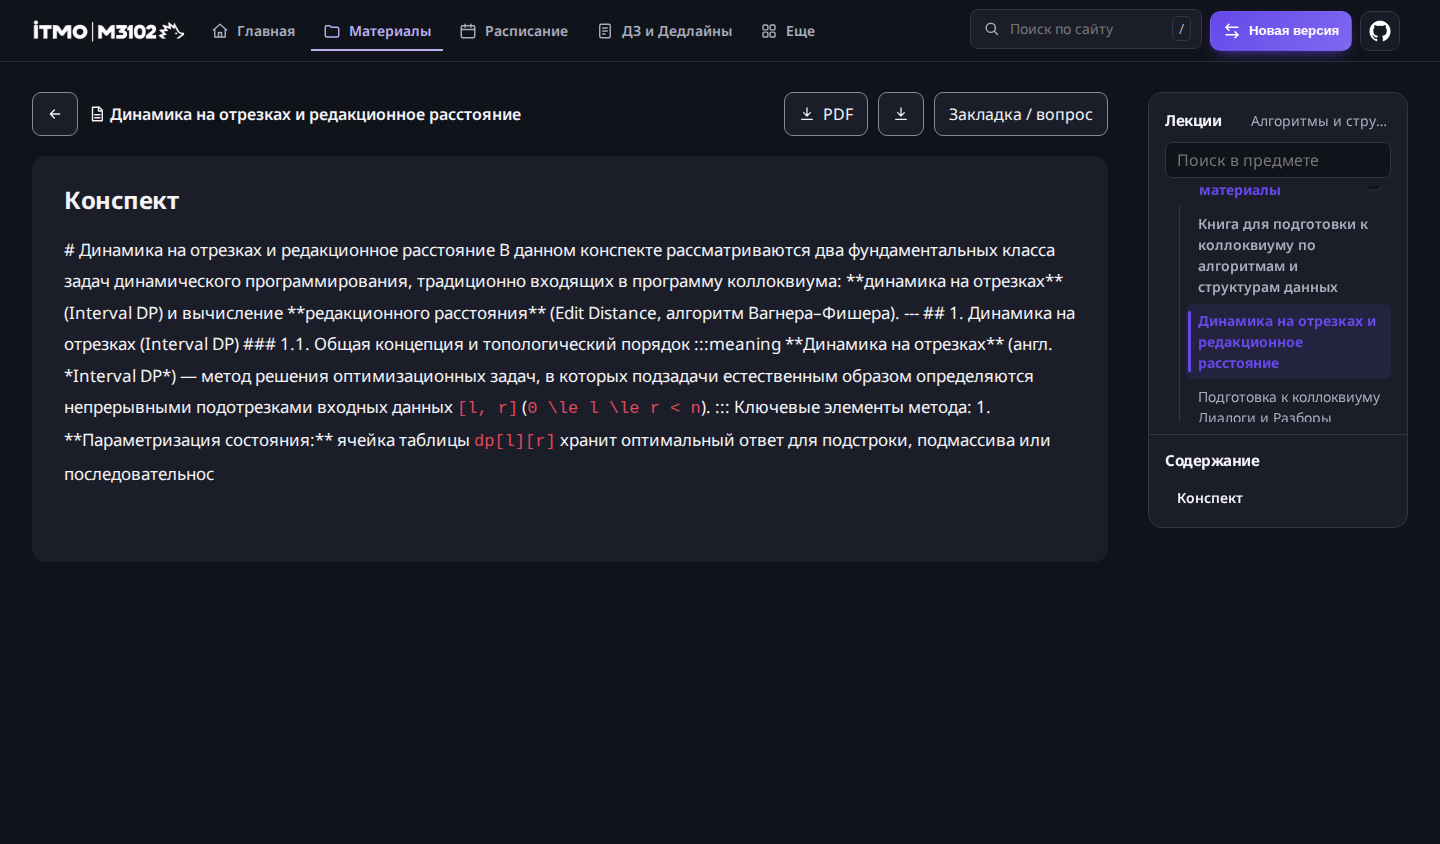 ITMO | M3102
Главная
Материалы
Расписание
ДЗ и Дедлайны
Еще
Поиск по сайту
/
Новая версия
Динамика на отрезках и редакционное расстояние
PDF
Закладка / вопрос
Конспект
# Динамика на отрезках и редакционное расстояние В данном конспекте рассматриваются два фундаментальных класса
задач динамического программирования, традиционно входящих в программу коллоквиума: **динамика на отрезках**
(Interval DP) и вычисление **редакционного расстояния** (Edit Distance, алгоритм Вагнера–Фишера). --- ## 1. Динамика на
отрезках (Interval DP) ### 1.1. Общая концепция и топологический порядок :::meaning **Динамика на отрезках** (англ.
*Interval DP*) — метод решения оптимизационных задач, в которых подзадачи естественным образом определяются
непрерывными подотрезками входных данных [l, r] (0 \le l \le r < n). ::: Ключевые элементы метода: 1.
**Параметризация состояния:** ячейка таблицы dp[l][r] хранит оптимальный ответ для подстроки, подмассива или
последовательнос
Лекции
Алгоритмы и стру...
Поиск в предмете
материалы
Книга для подготовки к
коллоквиуму по
алгоритмам и
структурам данных
Динамика на отрезках и
редакционное
расстояние
Подготовка к коллоквиуму
Диалоги и Разборы
Содержание
Конспект